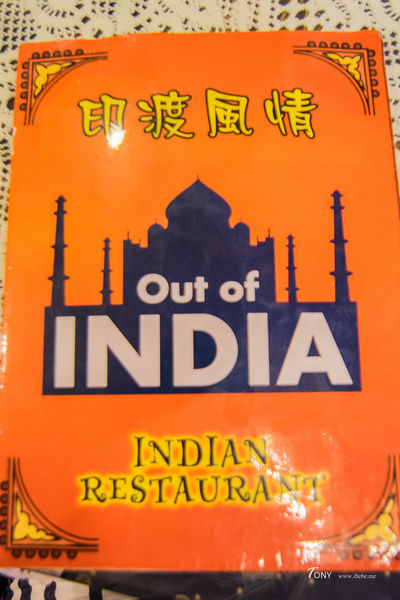 印渡風情
Out of
INDIA
INDIAN
RESTAURANT
TONY www.ibebe.me